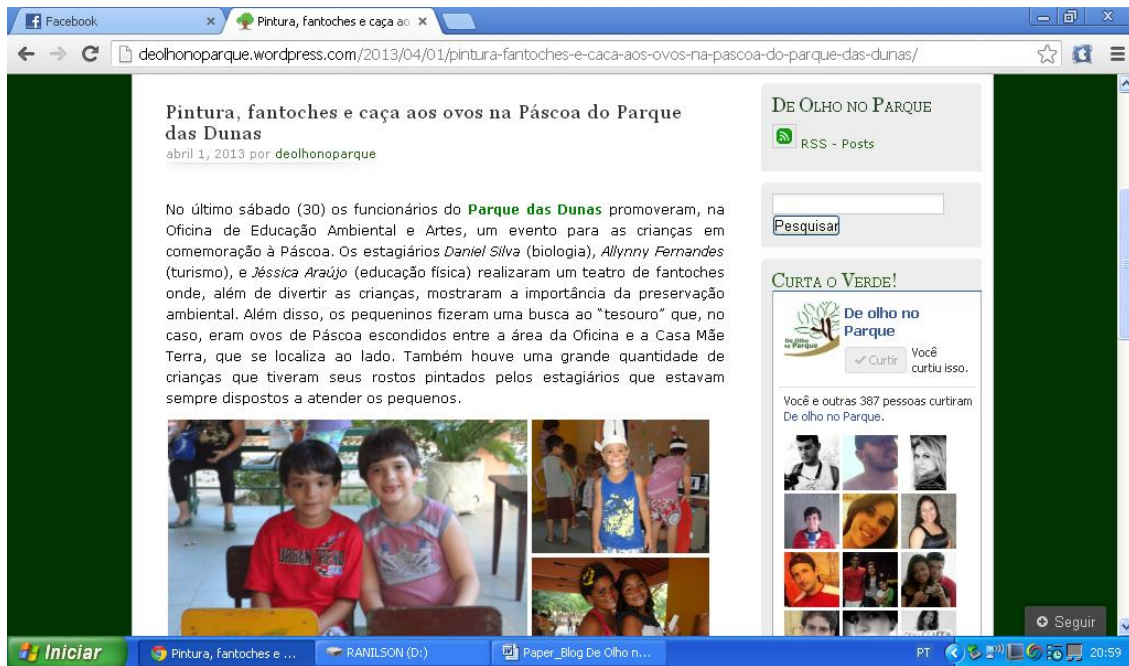 Facebook
Pintura, fantoches e caça ao
deolhonoparque.wordpress.com/2013/04/01/pintura-fantoches-e-caca-aos-ovos-na-pascoa-do-parque-das-dunas/
Pintura, fantoches e caça aos ovos na Páscoa do Parque
das Dunas
abril 1, 2013 por deolhonoparque
No último sábado (30) os funcionários do Parque das Dunas promoveram, na
Oficina de Educação Ambiental e Artes, um evento para as crianças em
comemoração à Páscoa. Os estagiários Daniel Silva (biologia), Allynny Fernandes
(turismo), e Jéssica Araújo (educação física) realizaram um teatro de fantoches
onde, além de divertir as crianças, mostraram a importância da preservação
ambiental. Além disso, os pequeninos fizeram uma busca ao "tesouro" que, no
caso, eram ovos de Páscoa escondidos entre a área da Oficina e a Casa Mãe
Terra, que se localiza ao lado. Também houve uma grande quantidade de
crianças que tiveram seus rostos pintados pelos estagiários que estavam
sempre dispostos a atender os pequenos.
De Olho no Parque
RSS - Posts
Pesquisar
Curta o Verde!
De olho no
Parque
De Olho
no Parque
Curtir
Você
curtiu isso.
Você e outras 387 pessoas curtiram
De olho no Parque.
Seguir
Iniciar
Pintura, fantoches e ...
RANILSON (D:)
Paper_Blog De Olho n...
PT
20:59